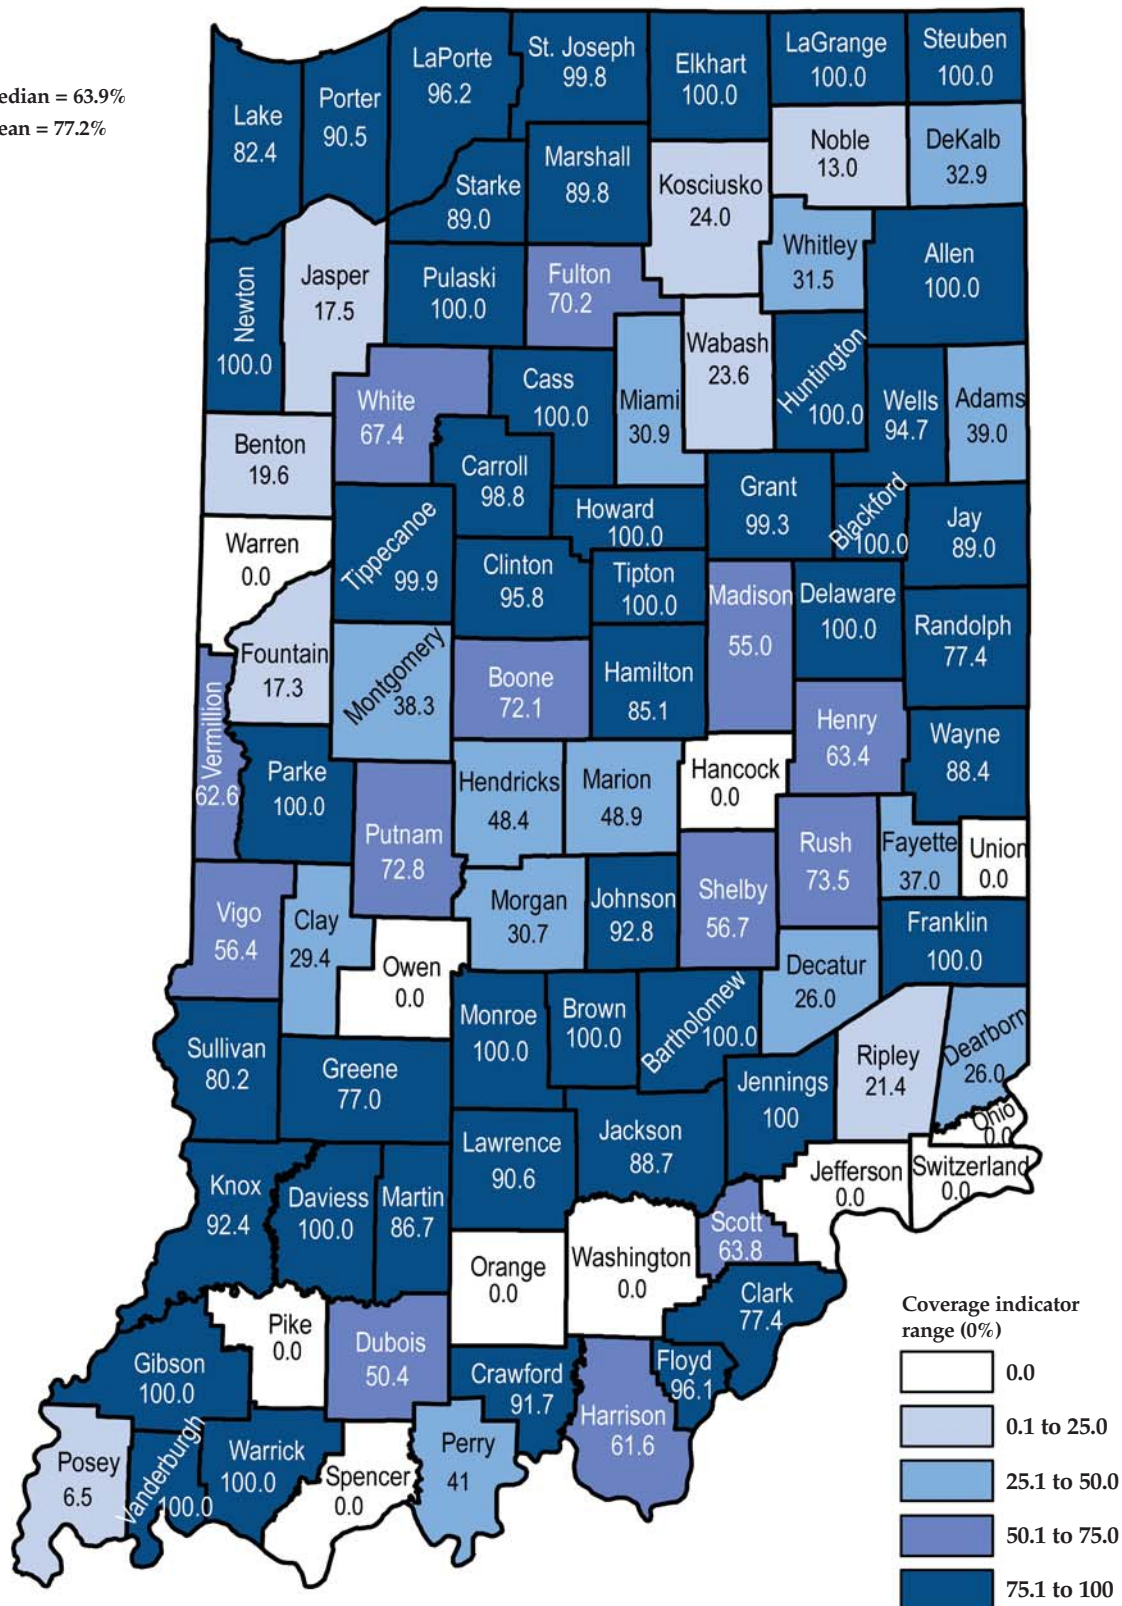 edian = 63.9%
ean = 77.2%
Lake
82.4
Porter
90.5
LaPorte
96.2
St. Joseph
99.8
Elkhart
100.0
LaGrange
100.0
Steuben
100.0
Noble
13.0
DeKalb
32.9
Starke
89.0
Marshall
89.8
Kosciusko
24.0
Whitley
31.5
Allen
100.0
Newton
100.0
Jasper
17.5
Pulaski
100.0
Fulton
70.2
Wabash
23.6
Huntington
100.0
Wells
94.7
Adams
39.0
Miami
30.9
Cass
100.0
White
67.4
Benton
19.6
Carroll
98.8
Howard
100.0
Grant
99.3
Blackford
100.0
Jay
89.0
Warren
0.0
Tippecanoe
99.9
Clinton
95.8
Tipton
100.0
Madison
55.0
Delaware
100.0
Randolph
77.4
Fountain
17.3
Montgomery
38.3
Boone
72.1
Hamilton
85.1
Henry
63.4
Wayne
88.4
Vermillion
62.6
Parke
100.0
Putnam
72.8
Hendricks
48.4
Marion
48.9
Hancock
0.0
Rush
73.5
Fayette
37.0
Union
0.0
Vigo
56.4
Clay
29.4
Owen
0.0
Morgan
30.7
Johnson
92.8
Shelby
56.7
Decatur
26.0
Franklin
100.0
Sullivan
80.2
Greene
77.0
Monroe
100.0
Brown
100.0
Bartholomew
100.0
Jennings
100
Ripley
21.4
Dearborn
26.0
Ohio
0.0
Knox
92.4
Daviess
100.0
Martin
86.7
Lawrence
90.6
Jackson
88.7
Jefferson
0.0
Switzerland
0.0
Scott
63.8
Orange
0.0
Washington
0.0
Clark
77.4
Gibson
100.0
Pike
0.0
Dubois
50.4
Crawford
91.7
Floyd
96.1
Harrison
61.6
Posey
6.5
Vanderburgh
100.0
Warrick
100.0
Spencer
0.0
Perry
41
Coverage indicator
range (0%)
0.0
0.1 to 25.0
25.1 to 50.0
50.1 to 75.0
75.1 to 100